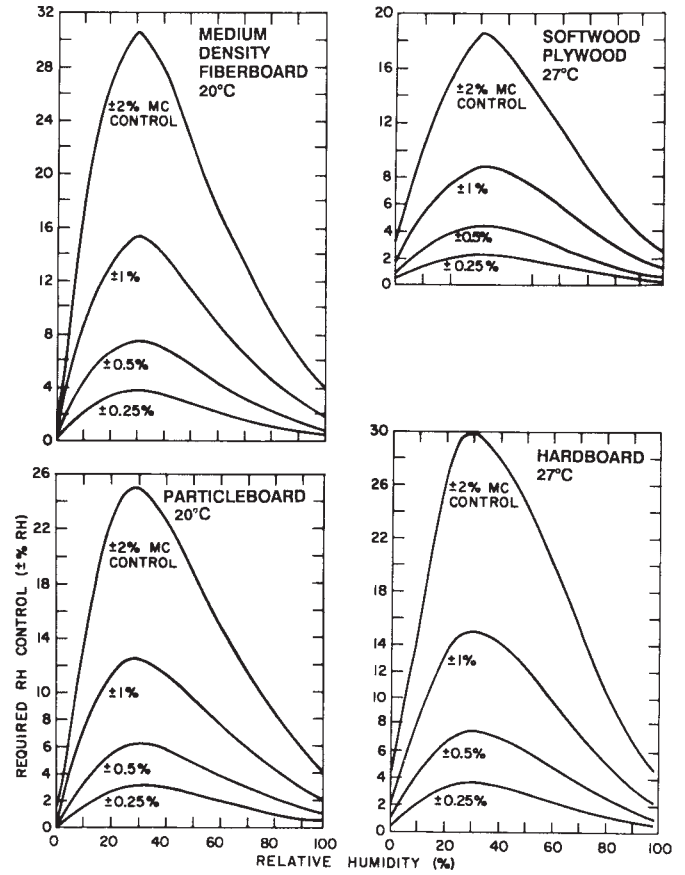 MEDIUM
DENSITY
FIBERBOARD
20°C
±2% MC
CONTROL
±1%
±0.5%
±0.25%
32
28
24
20
16
12
8
4
0
SOFTWOOD
PLYWOOD
27°C
±2% MC
CONTROL
±1%
±0.5%
±0.25%
20
16
12
8
6
4
2
0
PARTICLEBOARD
20°C
±2% MC
CONTROL
±1%
±0.5%
±0.25%
26
22
18
14
10
6
4
2
0
0 20 40 60 80 100
HARDBOARD
27°C
±2% MC
CONTROL
±1%
±0.5%
±0.25%
30
26
22
18
14
12
10
8
6
4
2
0
0 20 40 60 80 100
REQUIRED RH CONTROL (±% RH)
RELATIVE HUMIDITY (%)